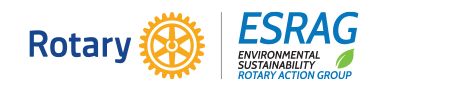 Rotary
ESRAG
ENVIRONMENTAL
SUSTAINABILITY
ROTARY ACTION GROUP